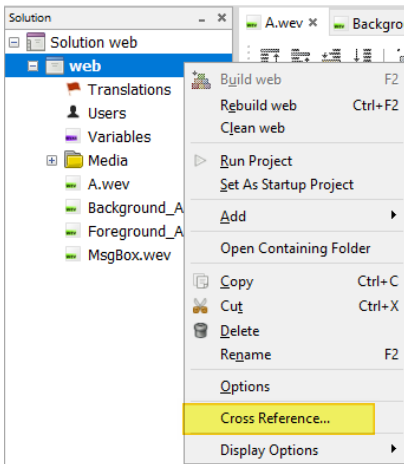 Solution
A.wev
Backgro
Solution web
web
Translations
Users
Variables
Media
A.wev
Background_A
Foreground_A
MsgBox.wev
Build web F2
Rebuild web Ctrl+F2
Clean web
Run Project
Set As Startup Project
Add
Open Containing Folder
Copy Ctrl+C
Cut Ctrl+X
Delete
Rename F2
Options
Cross Reference...
Display Options